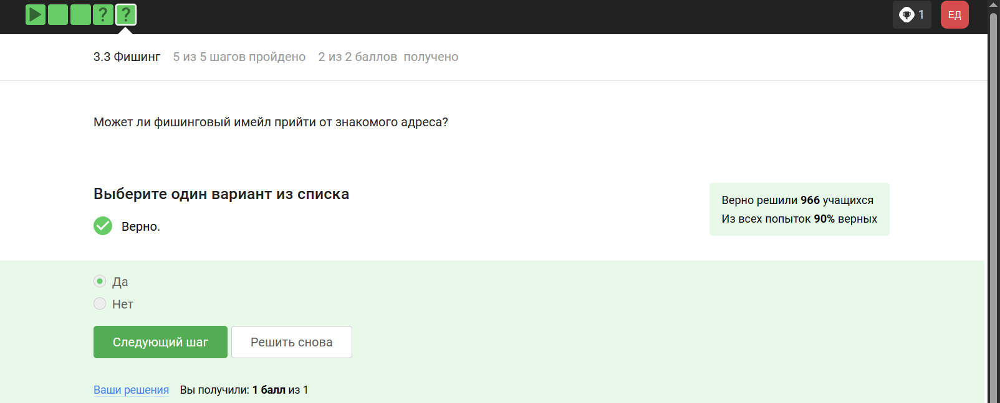 ? ?
1
ЕД
3.3 Фишинг 5 из 5 шагов пройдено 2 из 2 баллов получено
Может ли фишинговый имейл прийти от знакомого адреса?
Выберите один вариант из списка
Верно.
Верно решили 966 учащихся
Из всех попыток 90% верных
Да
Нет
Следующий шаг
Решить снова
Ваши решения Вы получили: 1 балл из 1